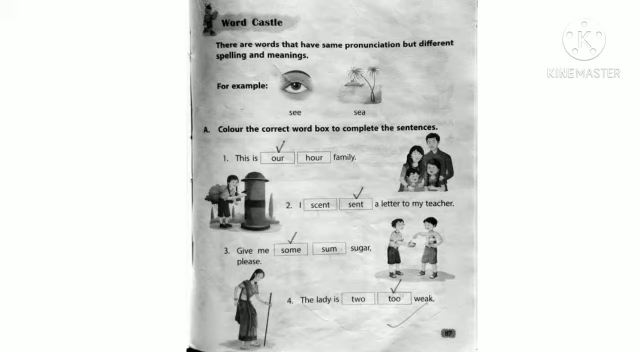 Word Castle
There are words that have same pronunciation but different
spelling and meanings.
For example:
see sea
A. Colour the correct word box to complete the sentences.
1. This is our hour family.
2. I scent sent a letter to my teacher.
3. Give me some sum sugar,
please.
4. The lady is two too weak.
67
KINEMASTER